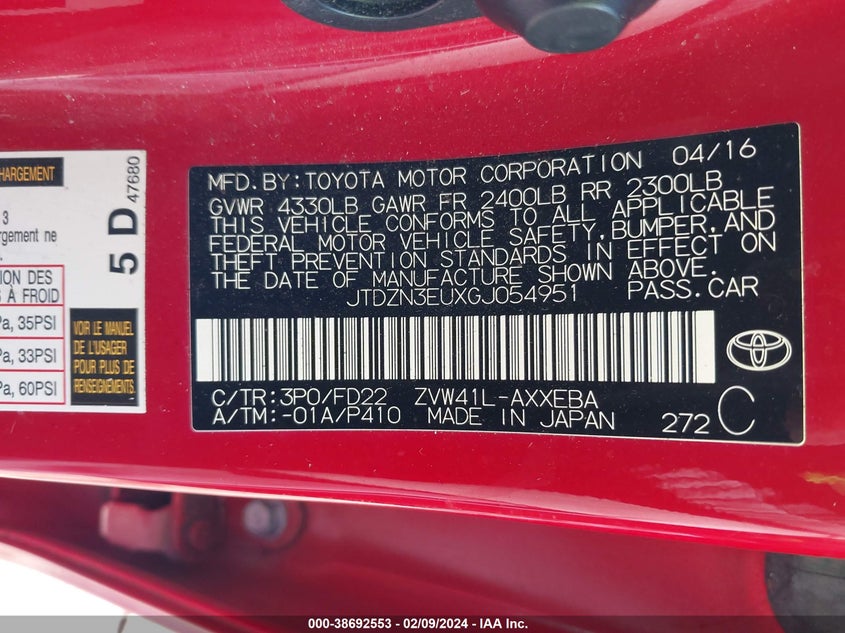 HARGEMENT
3
rgement ne
ION DES
S À FROID
Pa, 35PSI
Pa, 33PSI
Pa, 60PSI
VOIR LE MANUEL
DE L'USAGER
POUR PLUS DE
RENSEIGNEMENTS.
5 D
47680
MFD. BY: TOYOTA MOTOR CORPORATION 04/16
GVWR 4330LB GAWR FR 2400LB RR 2300LB
THIS VEHICLE CONFORMS TO ALL APPLICABLE
FEDERAL MOTOR VEHICLE SAFETY, BUMPER, AND
THEFT PREVENTION STANDARDS IN EFFECT ON
THE DATE OF MANUFACTURE SHOWN ABOVE.
JTDZN3EUXGJ054951 PASS. CAR
C/TR: 3P0/FD22 ZVW41L-AXXEBA
A/TM: -01A/P410 MADE IN JAPAN 272 C
000-38692553 - 02/09/2024 - IAA Inc.